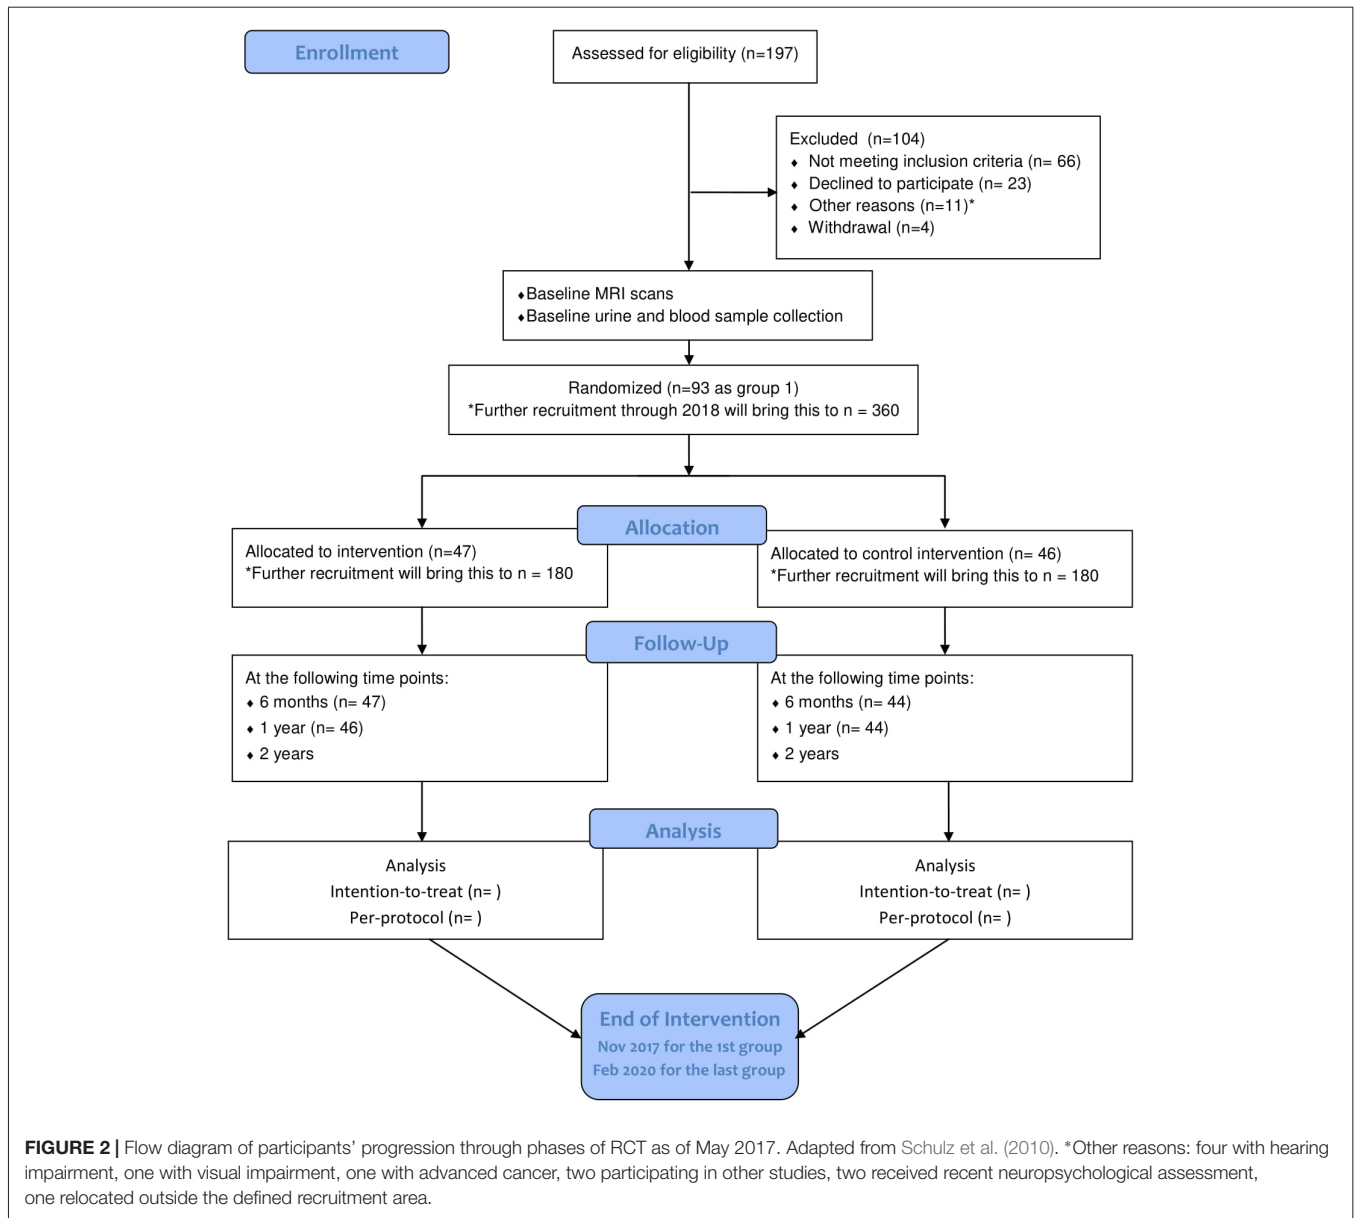 Enrollment
Assessed for eligibility (n=197)
Excluded (n=104)
♦ Not meeting inclusion criteria (n= 66)
♦ Declined to participate (n= 23)
♦ Other reasons (n=11)*
♦ Withdrawal (n=4)
♦Baseline MRI scans
♦Baseline urine and blood sample collection
Randomized (n=93 as group 1)
*Further recruitment through 2018 will bring this to n = 360
Allocation
Allocated to intervention (n=47)
*Further recruitment will bring this to n = 180
Allocated to control intervention (n= 46)
*Further recruitment will bring this to n = 180
Follow-Up
At the following time points:
♦ 6 months (n= 47)
♦ 1 year (n= 46)
♦ 2 years
At the following time points:
♦ 6 months (n= 44)
♦ 1 year (n= 44)
♦ 2 years
Analysis
Analysis
Intention-to-treat (n= )
Per-protocol (n= )
Analysis
Intention-to-treat (n= )
Per-protocol (n= )
End of Intervention
Nov 2017 for the 1st group
Feb 2020 for the last group
FIGURE 2 | Flow diagram of participants' progression through phases of RCT as of May 2017. Adapted from Schulz et al. (2010). *Other reasons: four with hearing
impairment, one with visual impairment, one with advanced cancer, two participating in other studies, two received recent neuropsychological assessment,
one relocated outside the defined recruitment area.